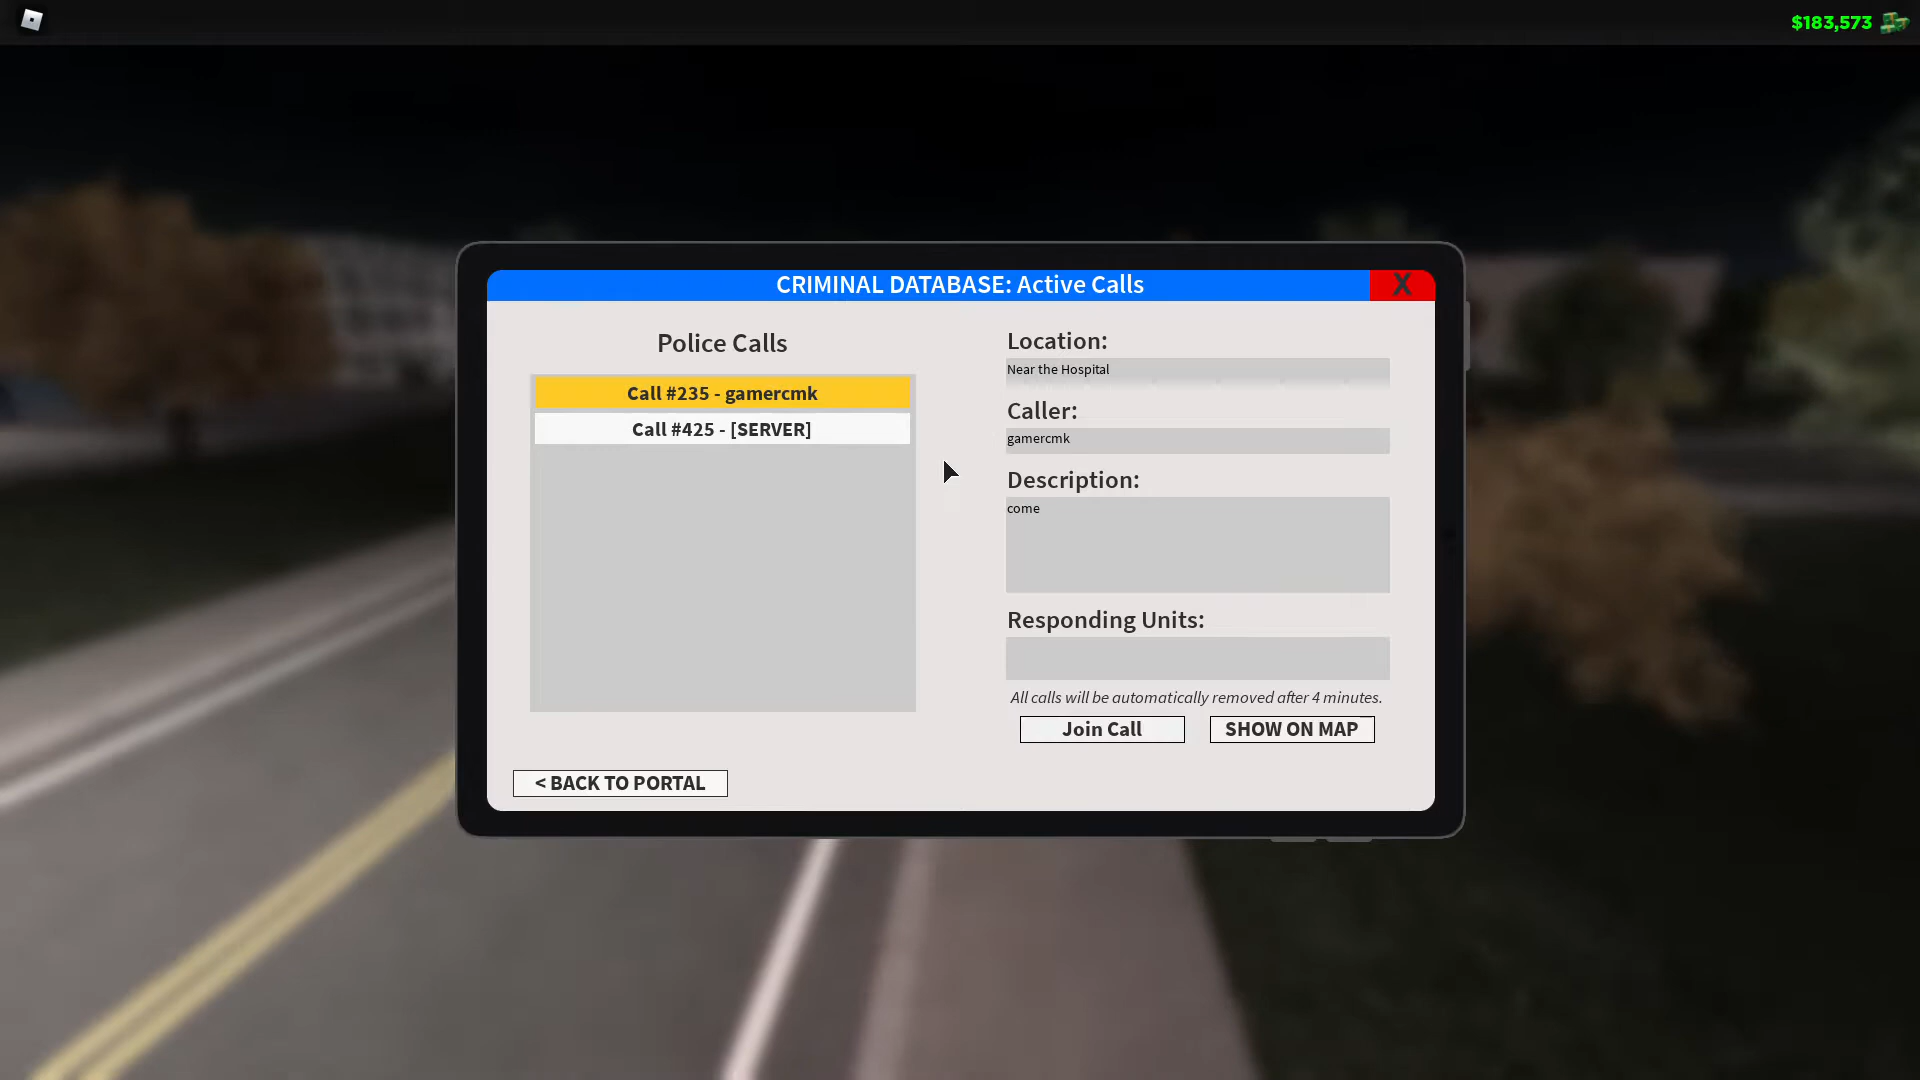 $183,573
CRIMINAL DATABASE: Active Calls
X
Police Calls
Call #235 - gamercmk
Call #425 - [SERVER]
Location:
Near the Hospital
Caller:
gamercmk
Description:
come
Responding Units:
All calls will be automatically removed after 4 minutes.
Join Call
SHOW ON MAP
< BACK TO PORTAL